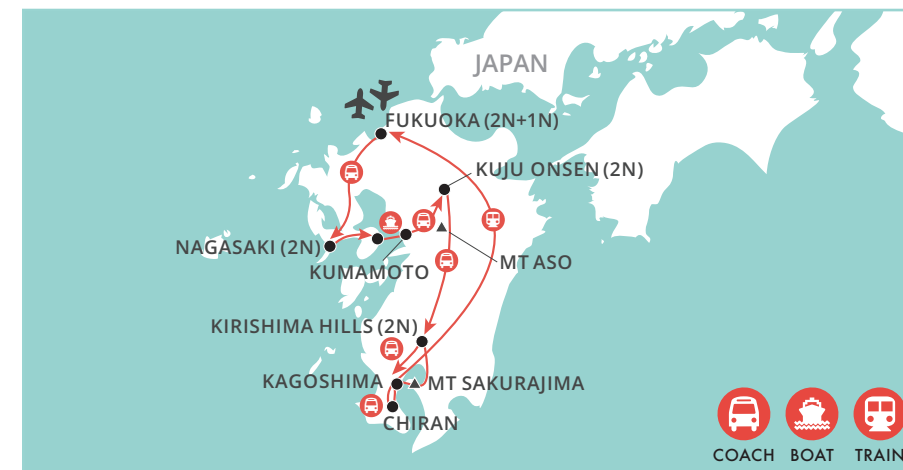 JAPAN
FUKUOKA (2N+1N)
KUJU ONSEN (2N)
NAGASAKI (2N)
KUMAMOTO
MT ASO
KIRISHIMA HILLS (2N)
KAGOSHIMA
MT SAKURAJIMA
CHIRAN
COACH BOAT TRAIN